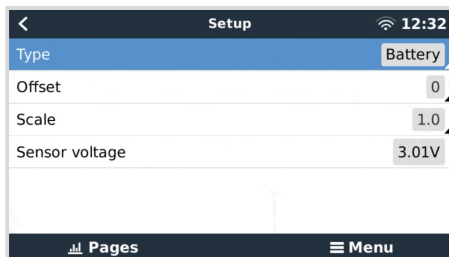 Setup 12:32
Type Battery
Offset 0
Scale 1.0
Sensor voltage 3.01V
Pages Menu